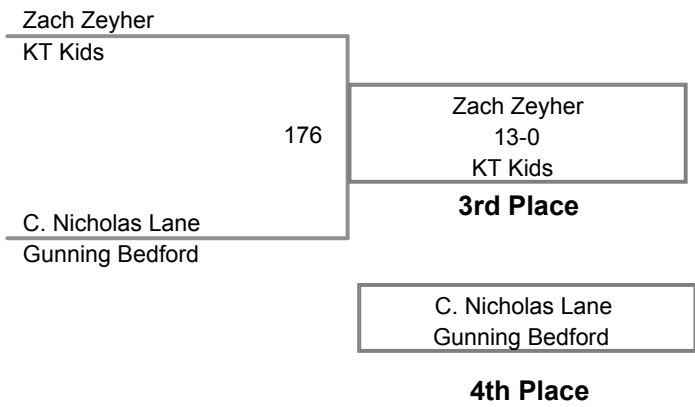 Zach Zeyher
KT Kids
176
Zach Zeyher
13-0
KT Kids
3rd Place
C. Nicholas Lane
Gunning Bedford
C. Nicholas Lane
Gunning Bedford
4th Place